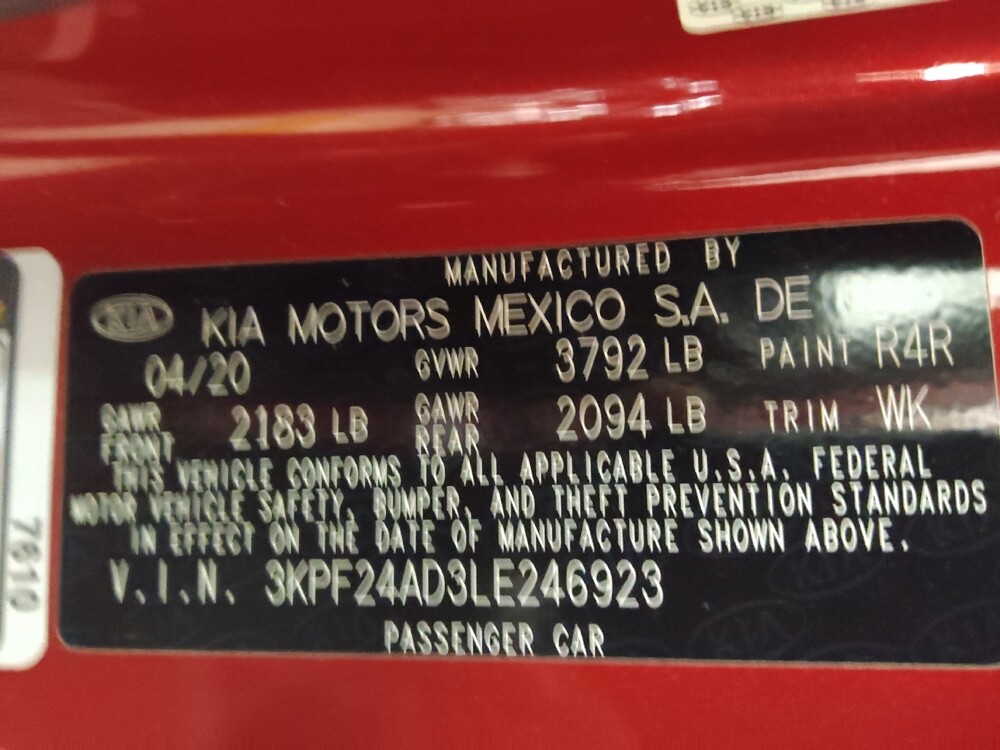 MANUFACTURED BY
KIA KIA MOTORS MEXICO S.A. DE
04/20 GVWR 3792 LB PAINT R4R
GAWR FRONT 2183 LB GAWR REAR 2094 LB TRIM WK
THIS VEHICLE CONFORMS TO ALL APPLICABLE U.S.A. FEDERAL
MOTOR VEHICLE SAFETY, BUMPER, AND THEFT PREVENTION STANDARDS
IN EFFECT ON THE DATE OF MANUFACTURE SHOWN ABOVE.
V.I.N. 3KPF24AD3LE246923
PASSENGER CAR
7610